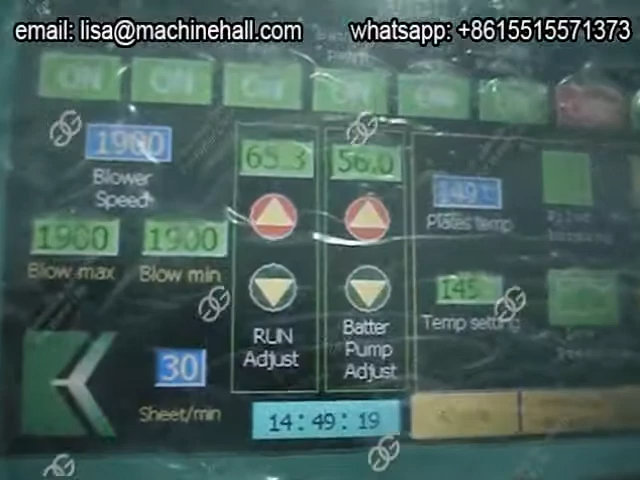 email: lisa@machinehall.com whatsapp: +8615515571373
ON ON ON ON ON
1900
Blower
Speed
65.3 56.0
149°
Plates temp
1900 1900
Blow max Blow min
145
Temp setting
RUN
Adjust
Batter
Pump
Adjust
30
Sheet/min
14:49:19